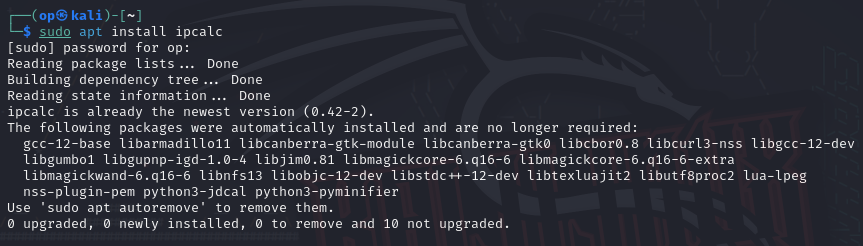 ┌──(op㉿kali)-[~]
└─$ sudo apt install ipcalc
[sudo] password for op:
Reading package lists... Done
Building dependency tree... Done
Reading state information... Done
ipcalc is already the newest version (0.42-2).
The following packages were automatically installed and are no longer required:
  gcc-12-base libarmadillo11 libcanberra-gtk-module libcanberra-gtk0 libcbor0.8 libcurl3-nss libgcc-12-dev
  libgumbo1 libgupnp-igd-1.0-4 libjim0.81 libmagickcore-6.q16-6 libmagickcore-6.q16-6-extra
  libmagickwand-6.q16-6 libnfs13 libobjc-12-dev libstdc++-12-dev libtexluajit2 libutf8proc2 lua-lpeg
  nss-plugin-pem python3-jdcal python3-pyminifier
Use 'sudo apt autoremove' to remove them.
0 upgraded, 0 newly installed, 0 to remove and 10 not upgraded.